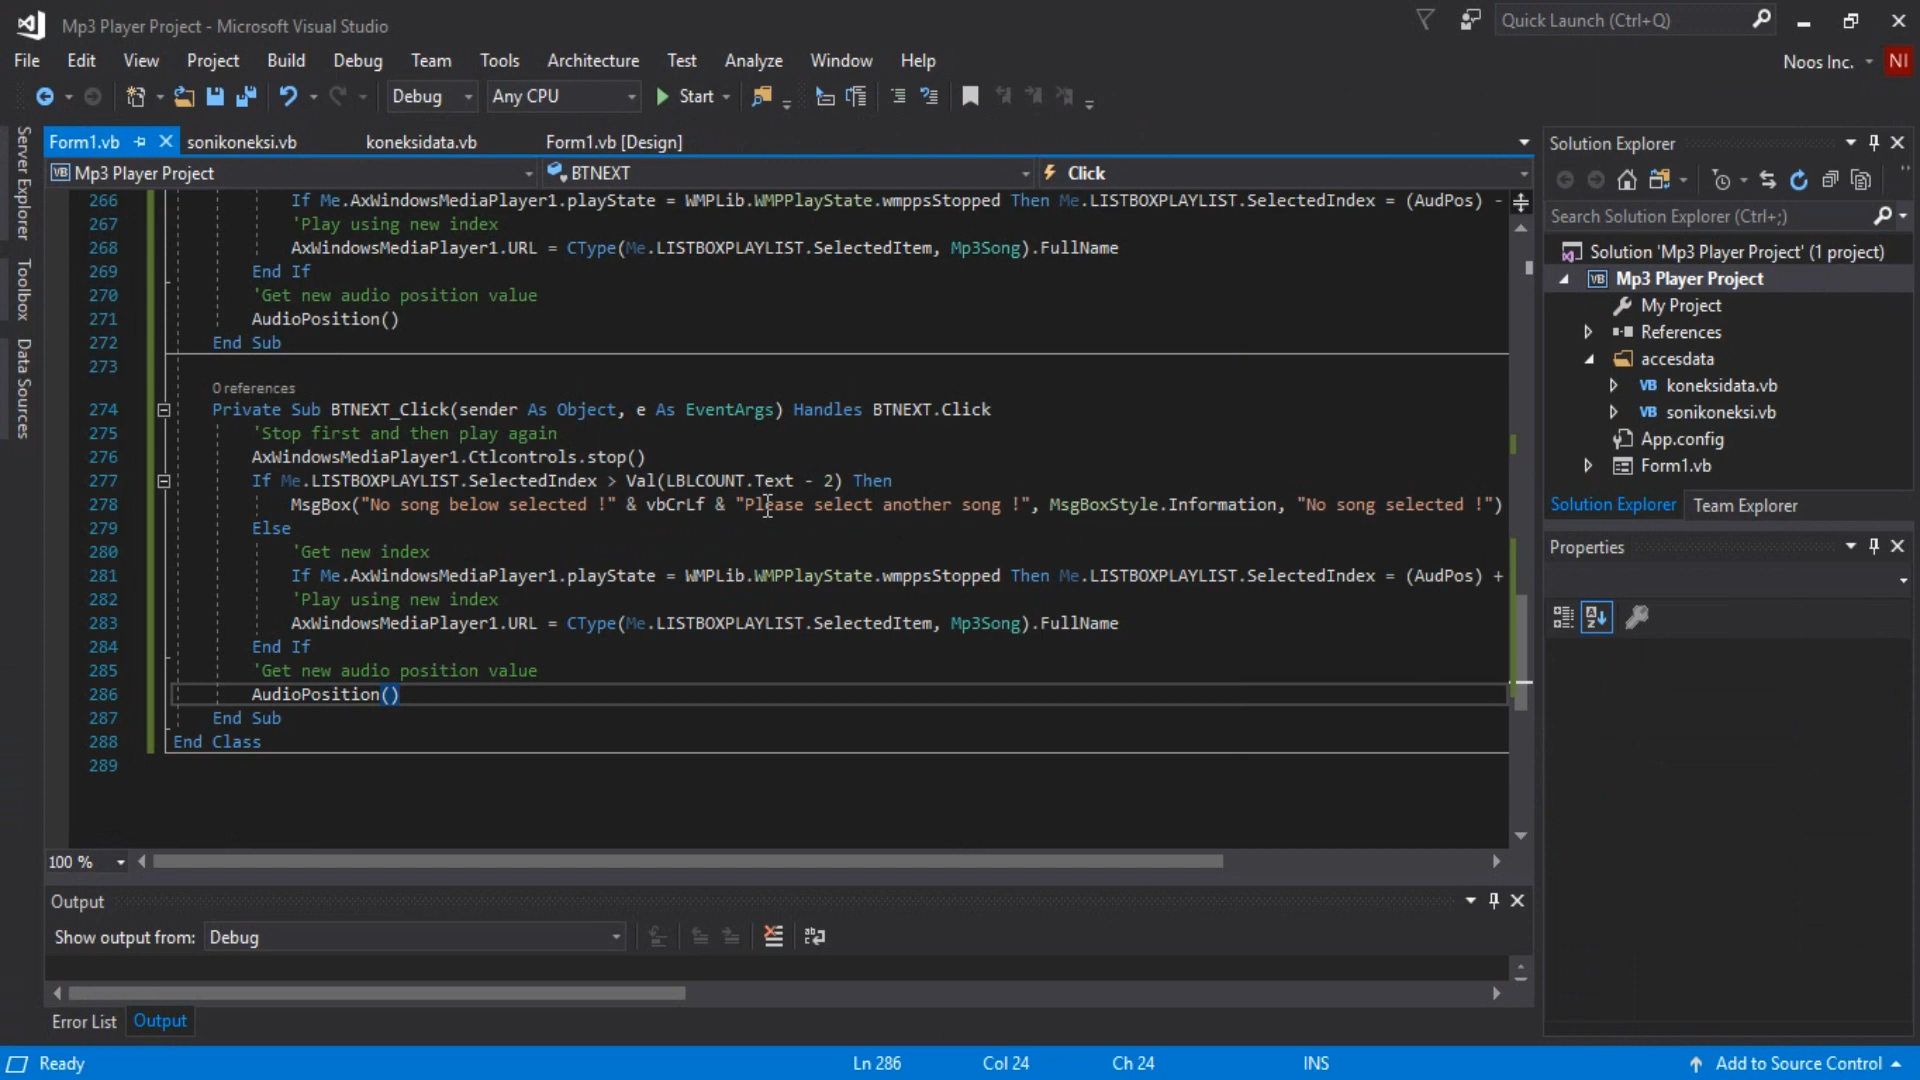 Mp3 Player Project - Microsoft Visual Studio
Quick Launch (Ctrl+Q)
File Edit View Project Build Debug Team Tools Architecture Test Analyze Window Help
Noos Inc. NI
Debug Any CPU Start
Server Explorer
Toolbox
Data Sources
Form1.vb sonikoneksi.vb koneksidata.vb Form1.vb [Design]
VB Mp3 Player Project BTNEXT Click
266 If Me.AxWindowsMediaPlayer1.playState = WMPLib.WMPPlayState.wmppsStopped Then Me.LISTBOXPLAYLIST.SelectedIndex = (AudPos) -
267 'Play using new index
268 AxWindowsMediaPlayer1.URL = CType(Me.LISTBOXPLAYLIST.SelectedItem, Mp3Song).FullName
269 End If
270 'Get new audio position value
271 AudioPosition()
272 End Sub
273
0 references
274 Private Sub BTNEXT_Click(sender As Object, e As EventArgs) Handles BTNEXT.Click
275 'Stop first and then play again
276 AxWindowsMediaPlayer1.Ctlcontrols.stop()
277 If Me.LISTBOXPLAYLIST.SelectedIndex > Val(LBLCOUNT.Text - 2) Then
278 MsgBox("No song below selected !" & vbCrLf & "Please select another song !", MsgBoxStyle.Information, "No song selected !")
279 Else
280 'Get new index
281 If Me.AxWindowsMediaPlayer1.playState = WMPLib.WMPPlayState.wmppsStopped Then Me.LISTBOXPLAYLIST.SelectedIndex = (AudPos) +
282 'Play using new index
283 AxWindowsMediaPlayer1.URL = CType(Me.LISTBOXPLAYLIST.SelectedItem, Mp3Song).FullName
284 End If
285 'Get new audio position value
286 AudioPosition()
287 End Sub
288 End Class
289
100 %
Output
Show output from: Debug
Error List Output
Solution Explorer
Search Solution Explorer (Ctrl+;)
Solution 'Mp3 Player Project' (1 project)
VB Mp3 Player Project
My Project
References
accesdata
VB koneksidata.vb
VB sonikoneksi.vb
App.config
Form1.vb
Solution Explorer Team Explorer
Properties
Ready Ln 286 Col 24 Ch 24 INS Add to Source Control